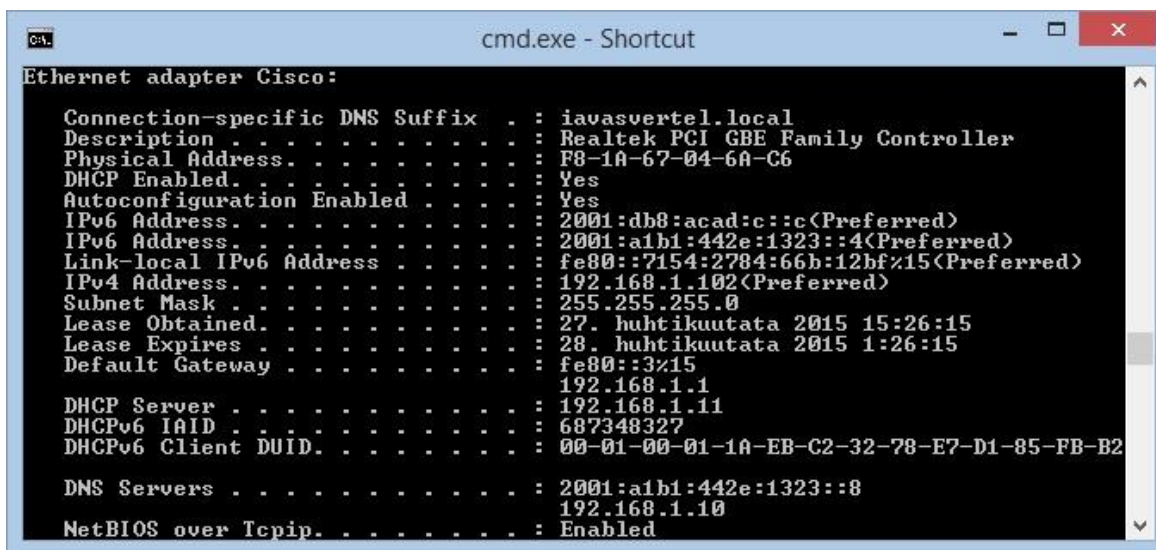 cmd.exe - Shortcut
Ethernet adapter Cisco:
Connection-specific DNS Suffix . : iavasvertel.local
Description . . . . . . . . . . . : Realtek PCI GBE Family Controller
Physical Address. . . . . . . . . : F8-1A-67-04-6A-C6
DHCP Enabled. . . . . . . . . . . : Yes
Autoconfiguration Enabled . . . . : Yes
IPv6 Address. . . . . . . . . . . : 2001:db8:acad:c::c(Preferred)
IPv6 Address. . . . . . . . . . . : 2001:a1b1:442e:1323::4(Preferred)
Link-local IPv6 Address . . . . . : fe80::7154:2784:66b:12bf%15(Preferred)
IPv4 Address. . . . . . . . . . . : 192.168.1.102(Preferred)
Subnet Mask . . . . . . . . . . . : 255.255.255.0
Lease Obtained. . . . . . . . . . : 27. huhtikuutata 2015 15:26:15
Lease Expires . . . . . . . . . . : 28. huhtikuutata 2015 1:26:15
Default Gateway . . . . . . . . . : fe80::3%15
192.168.1.1
DHCP Server . . . . . . . . . . . : 192.168.1.11
DHCPv6 IAID . . . . . . . . . . . : 687348327
DHCPv6 Client DUID. . . . . . . . : 00-01-00-01-1A-EB-C2-32-78-E7-D1-85-FB-B2
DNS Servers . . . . . . . . . . . : 2001:a1b1:442e:1323::8
192.168.1.10
NetBIOS over Tcpip. . . . . . . . : Enabled